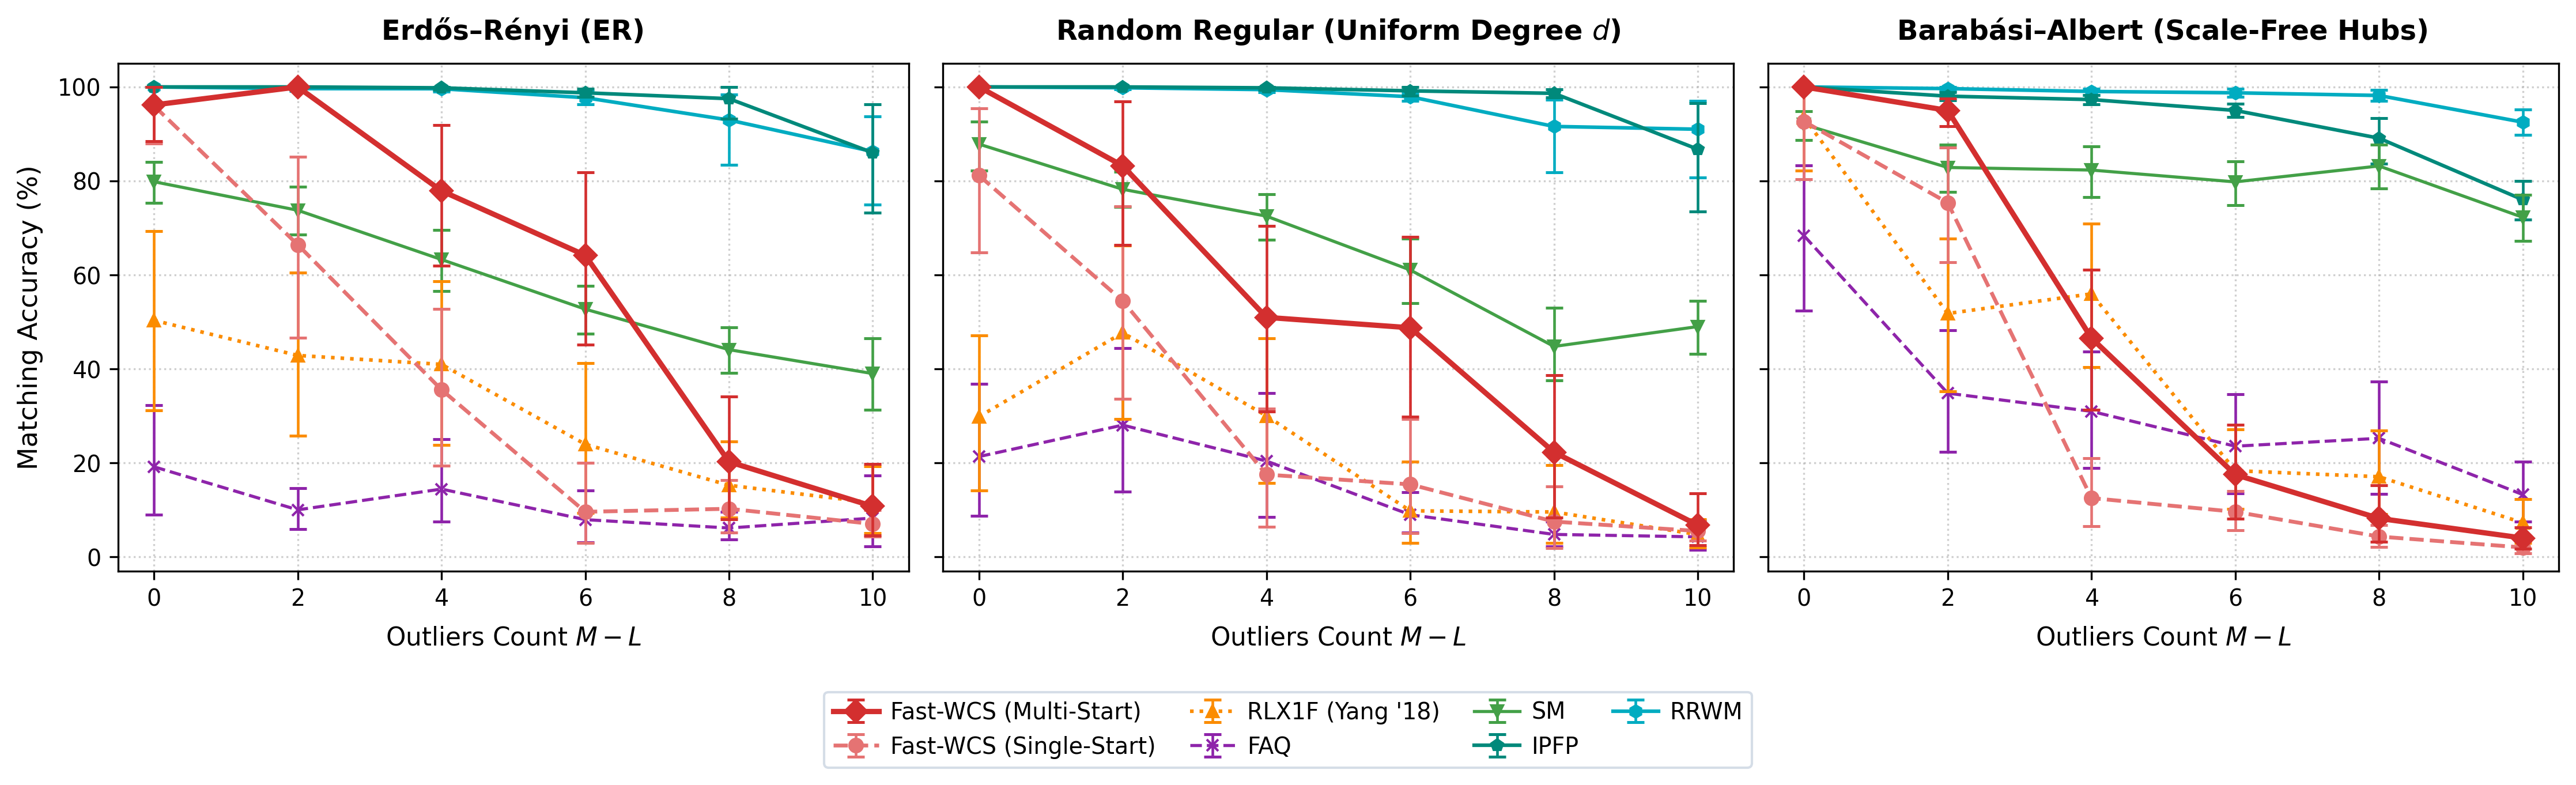 Erdős–Rényi (ER)
Random Regular (Uniform Degree d)
Barabási–Albert (Scale-Free Hubs)
Matching Accuracy (%)
100
80
60
40
20
0
0 2 4 6 8 10
0 2 4 6 8 10
0 2 4 6 8 10
Outliers Count M − L
Outliers Count M − L
Outliers Count M − L
Fast-WCS (Multi-Start)
Fast-WCS (Single-Start)
RLX1F (Yang '18)
FAQ
SM
IPFP
RRWM